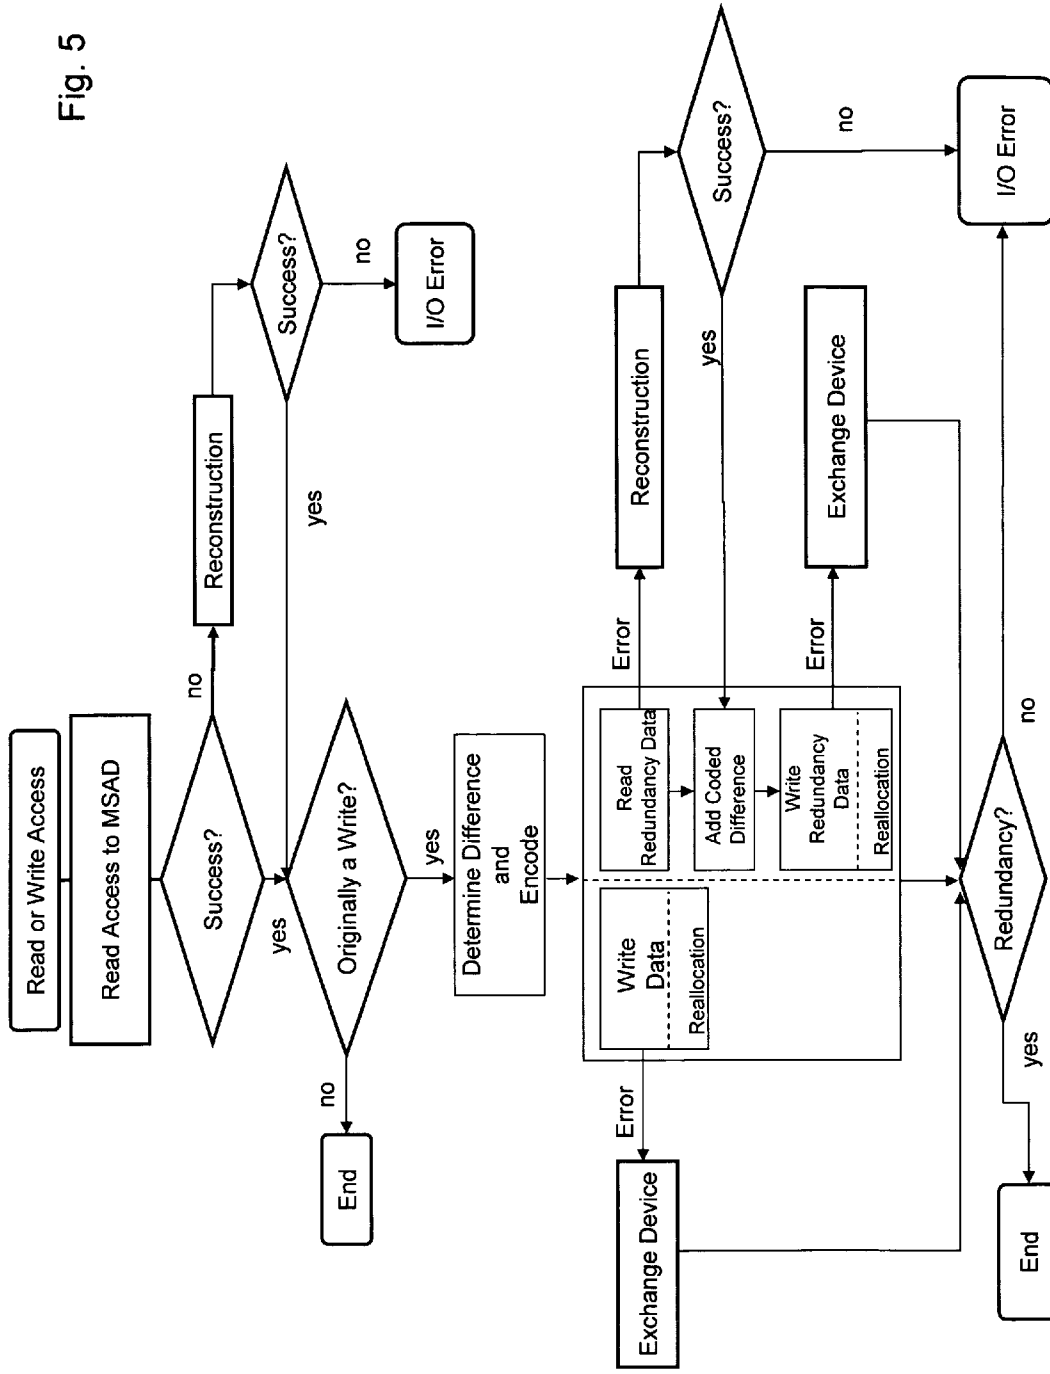 Fig. 5
Read or Write Access
Read Access to MSAD
Success?
no
Reconstruction
Success?
no
I/O Error
yes
yes
Originally a Write?
no
End
yes
Determine Difference
and
Encode
Write
Data
Reallocation
Error
Exchange Device
Read
Redundancy Data
Error
Reconstruction
Success?
no
I/O Error
yes
Add Coded
Difference
Write
Redundancy
Data
Reallocation
Error
Exchange Device
Redundancy?
no
yes
End